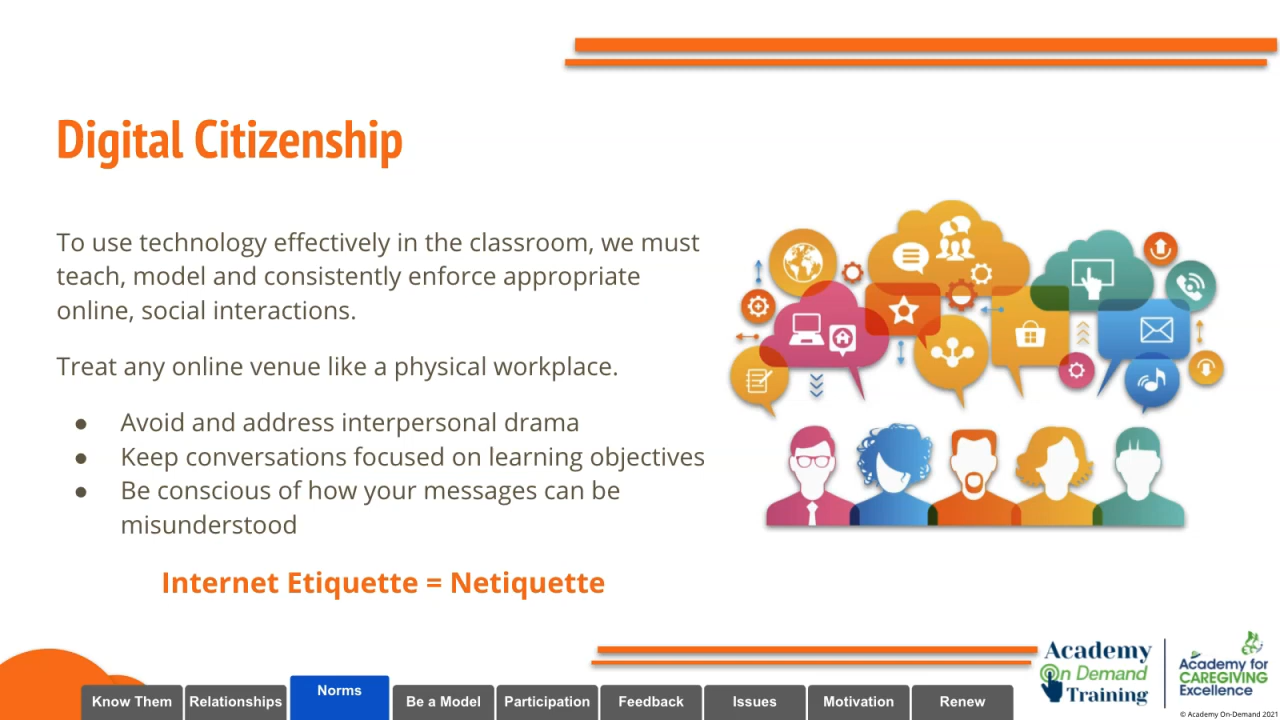 Digital Citizenship
To use technology effectively in the classroom, we must
teach, model and consistently enforce appropriate
online, social interactions.
Treat any online venue like a physical workplace.
● Avoid and address interpersonal drama
● Keep conversations focused on learning objectives
● Be conscious of how your messages can be
misunderstood
Internet Etiquette = Netiquette
Know Them
Relationships
Norms
Be a Model
Participation
Feedback
Issues
Motivation
Renew
Academy
On Demand
Training
Academy for
CAREGIVING
Excellence
© Academy On-Demand 2021